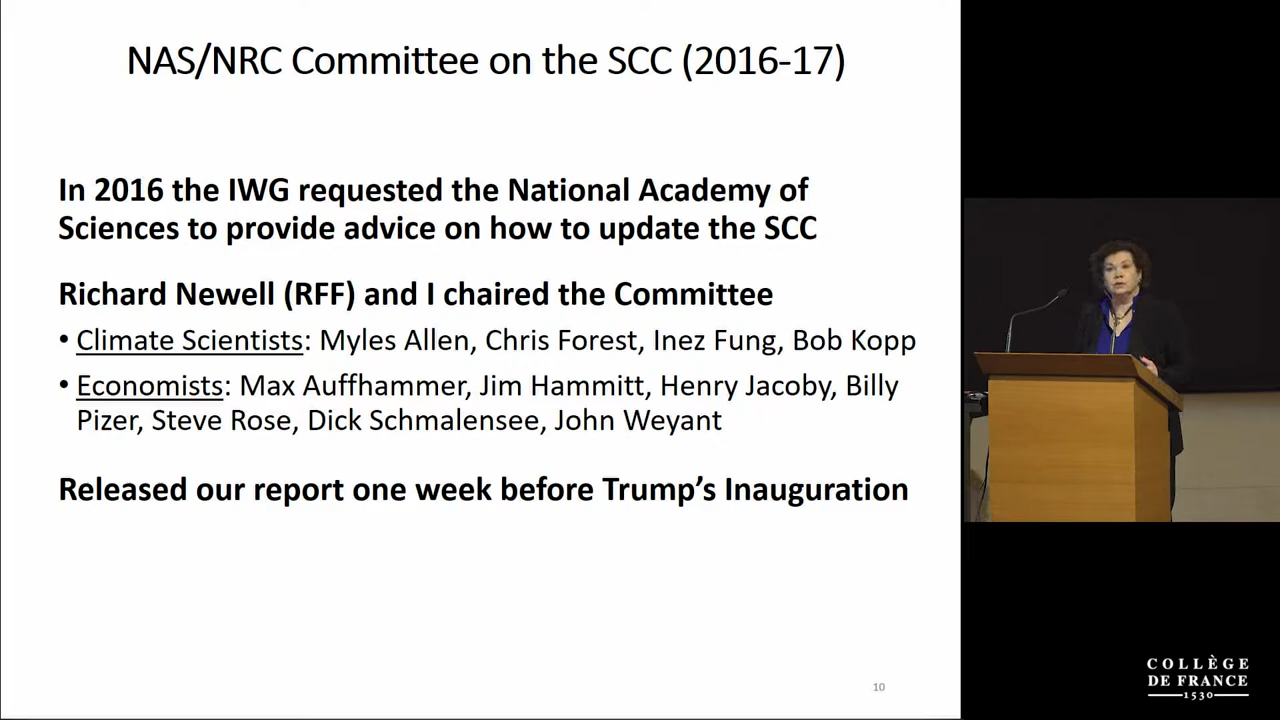 NAS/NRC Committee on the SCC (2016-17)
In 2016 the IWG requested the National Academy of
Sciences to provide advice on how to update the SCC
Richard Newell (RFF) and I chaired the Committee
• Climate Scientists: Myles Allen, Chris Forest, Inez Fung, Bob Kopp
• Economists: Max Auffhammer, Jim Hammitt, Henry Jacoby, Billy
Pizer, Steve Rose, Dick Schmalensee, John Weyant
Released our report one week before Trump’s Inauguration
10
COLLÈGE
DE FRANCE
1530